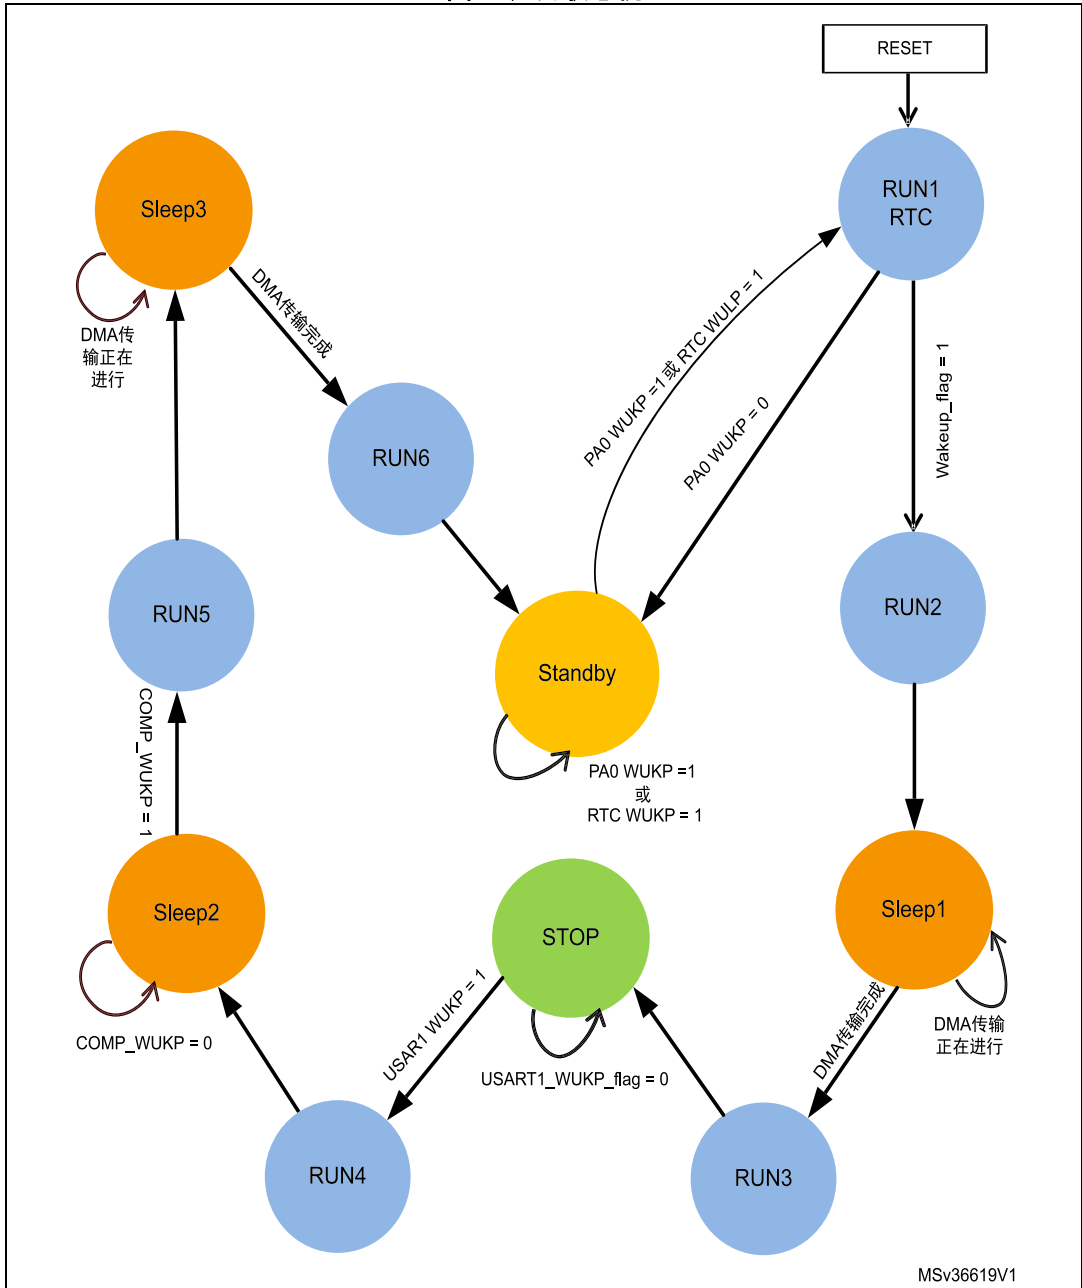 RESET
RUN1
RTC
Sleep3
DMA传
输正在
进行
DMA传输完成
PA0 WUKP =1 或 RTC WULP = 1
PA0 WUKP = 0
Wakeup_flag = 1
RUN6
RUN5
RUN2
Standby
PA0 WUKP =1
或
RTC WUKP = 1
COMP_WUKP = 1
Sleep2
COMP_WUKP = 0
STOP
USAR1 WUKP = 1
USART1_WUKP_flag = 0
Sleep1
DMA传输完成
DMA传输
正在进行
RUN4
RUN3
MSv36619V1